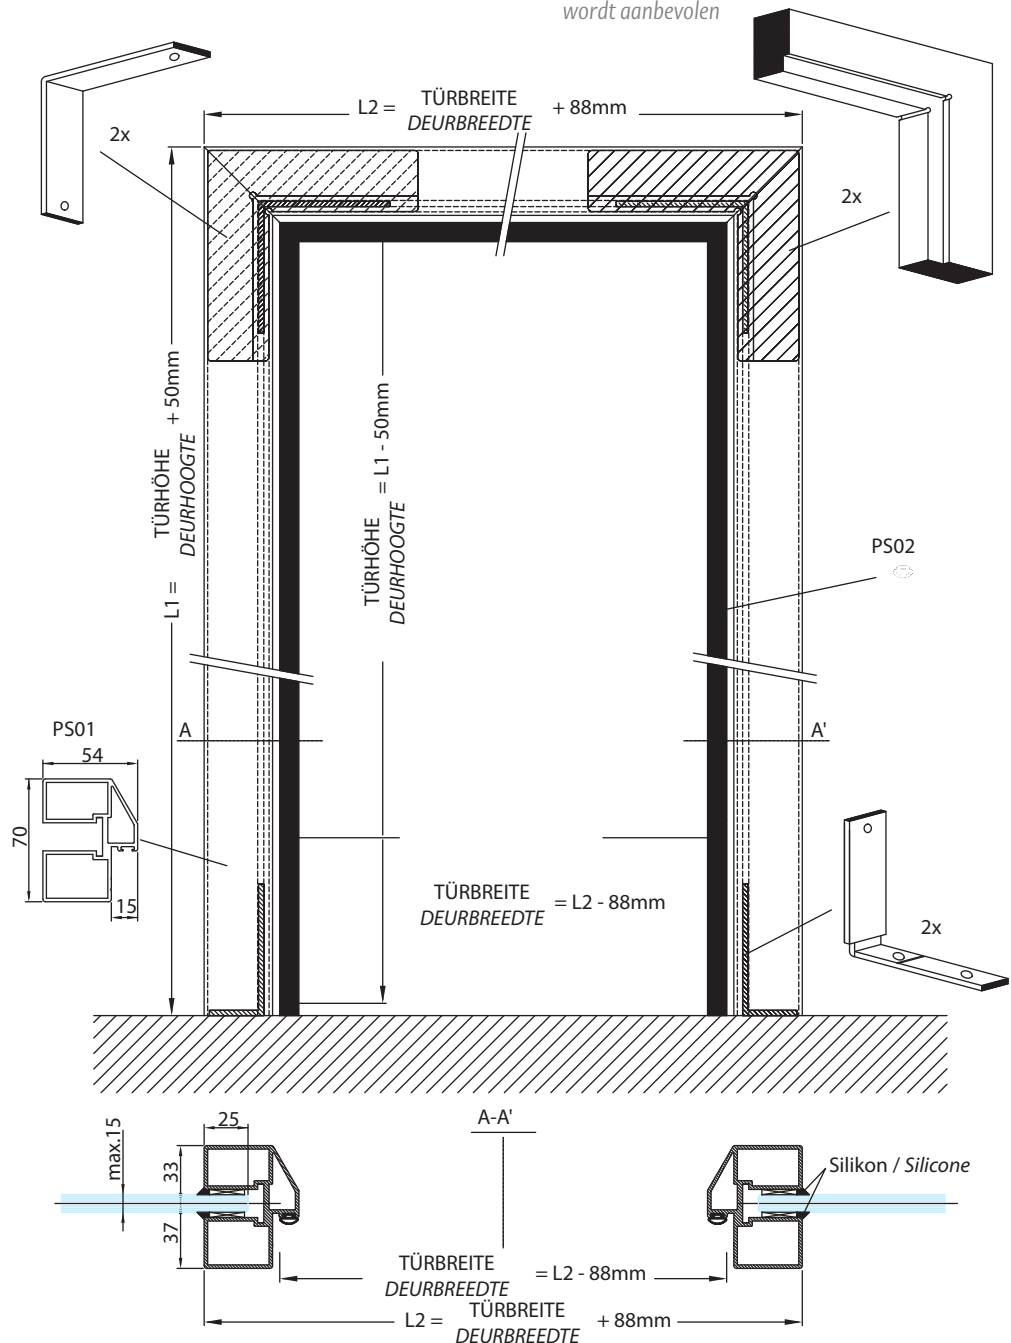 wordt aanbevolen
L2 = TÜRBREITE + 88mm
DEURBREEDTE
2x
2x
L1 = TÜRHÖHE + 50mm
DEURHOOGTE
TÜRHÖHE = L1 - 50mm
DEURHOOGTE
PS02
PS01
A
A'
54
70
15
TÜRBREITE = L2 - 88mm
DEURBREEDTE
2x
A-A'
25
max.15
33
37
Silikon / Silicone
TÜRBREITE = L2 - 88mm
DEURBREEDTE
L2 = TÜRBREITE + 88mm
DEURBREEDTE